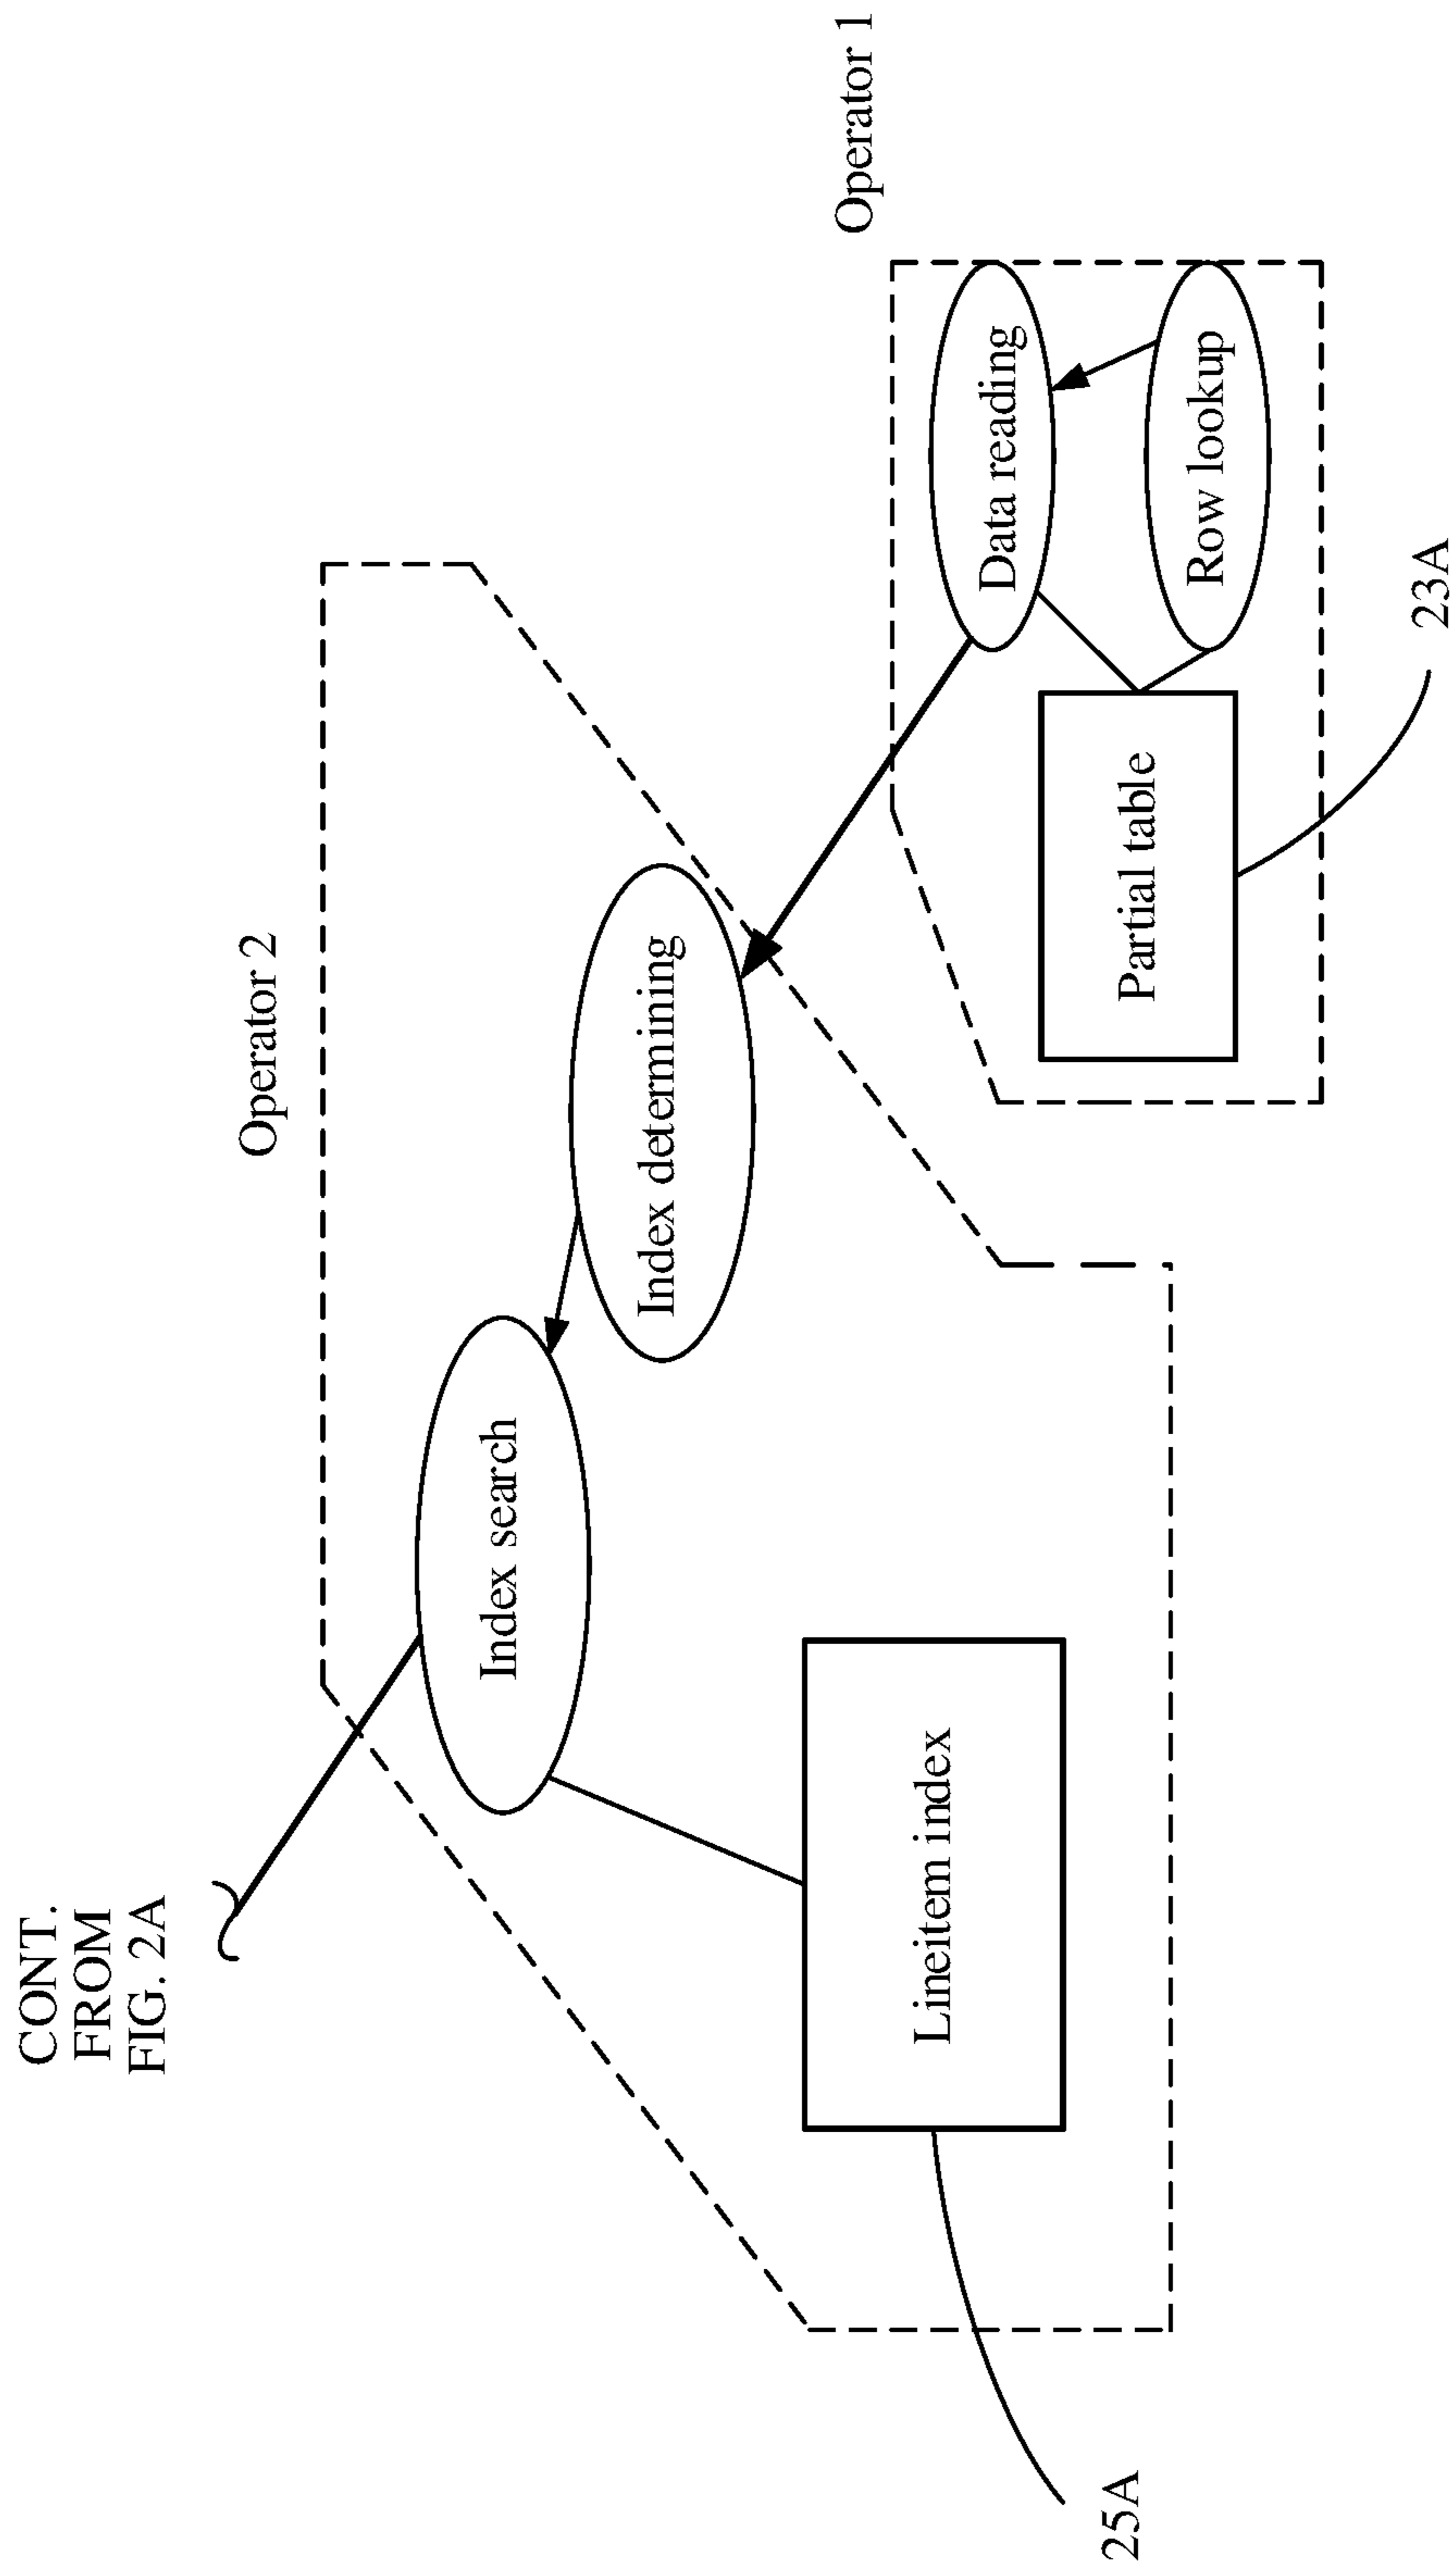 CONT.
FROM
FIG. 2A
Operator 2
Index search
Index determining
Lineitem index
25A
Operator 1
Data reading
Row lookup
Partial table
23A